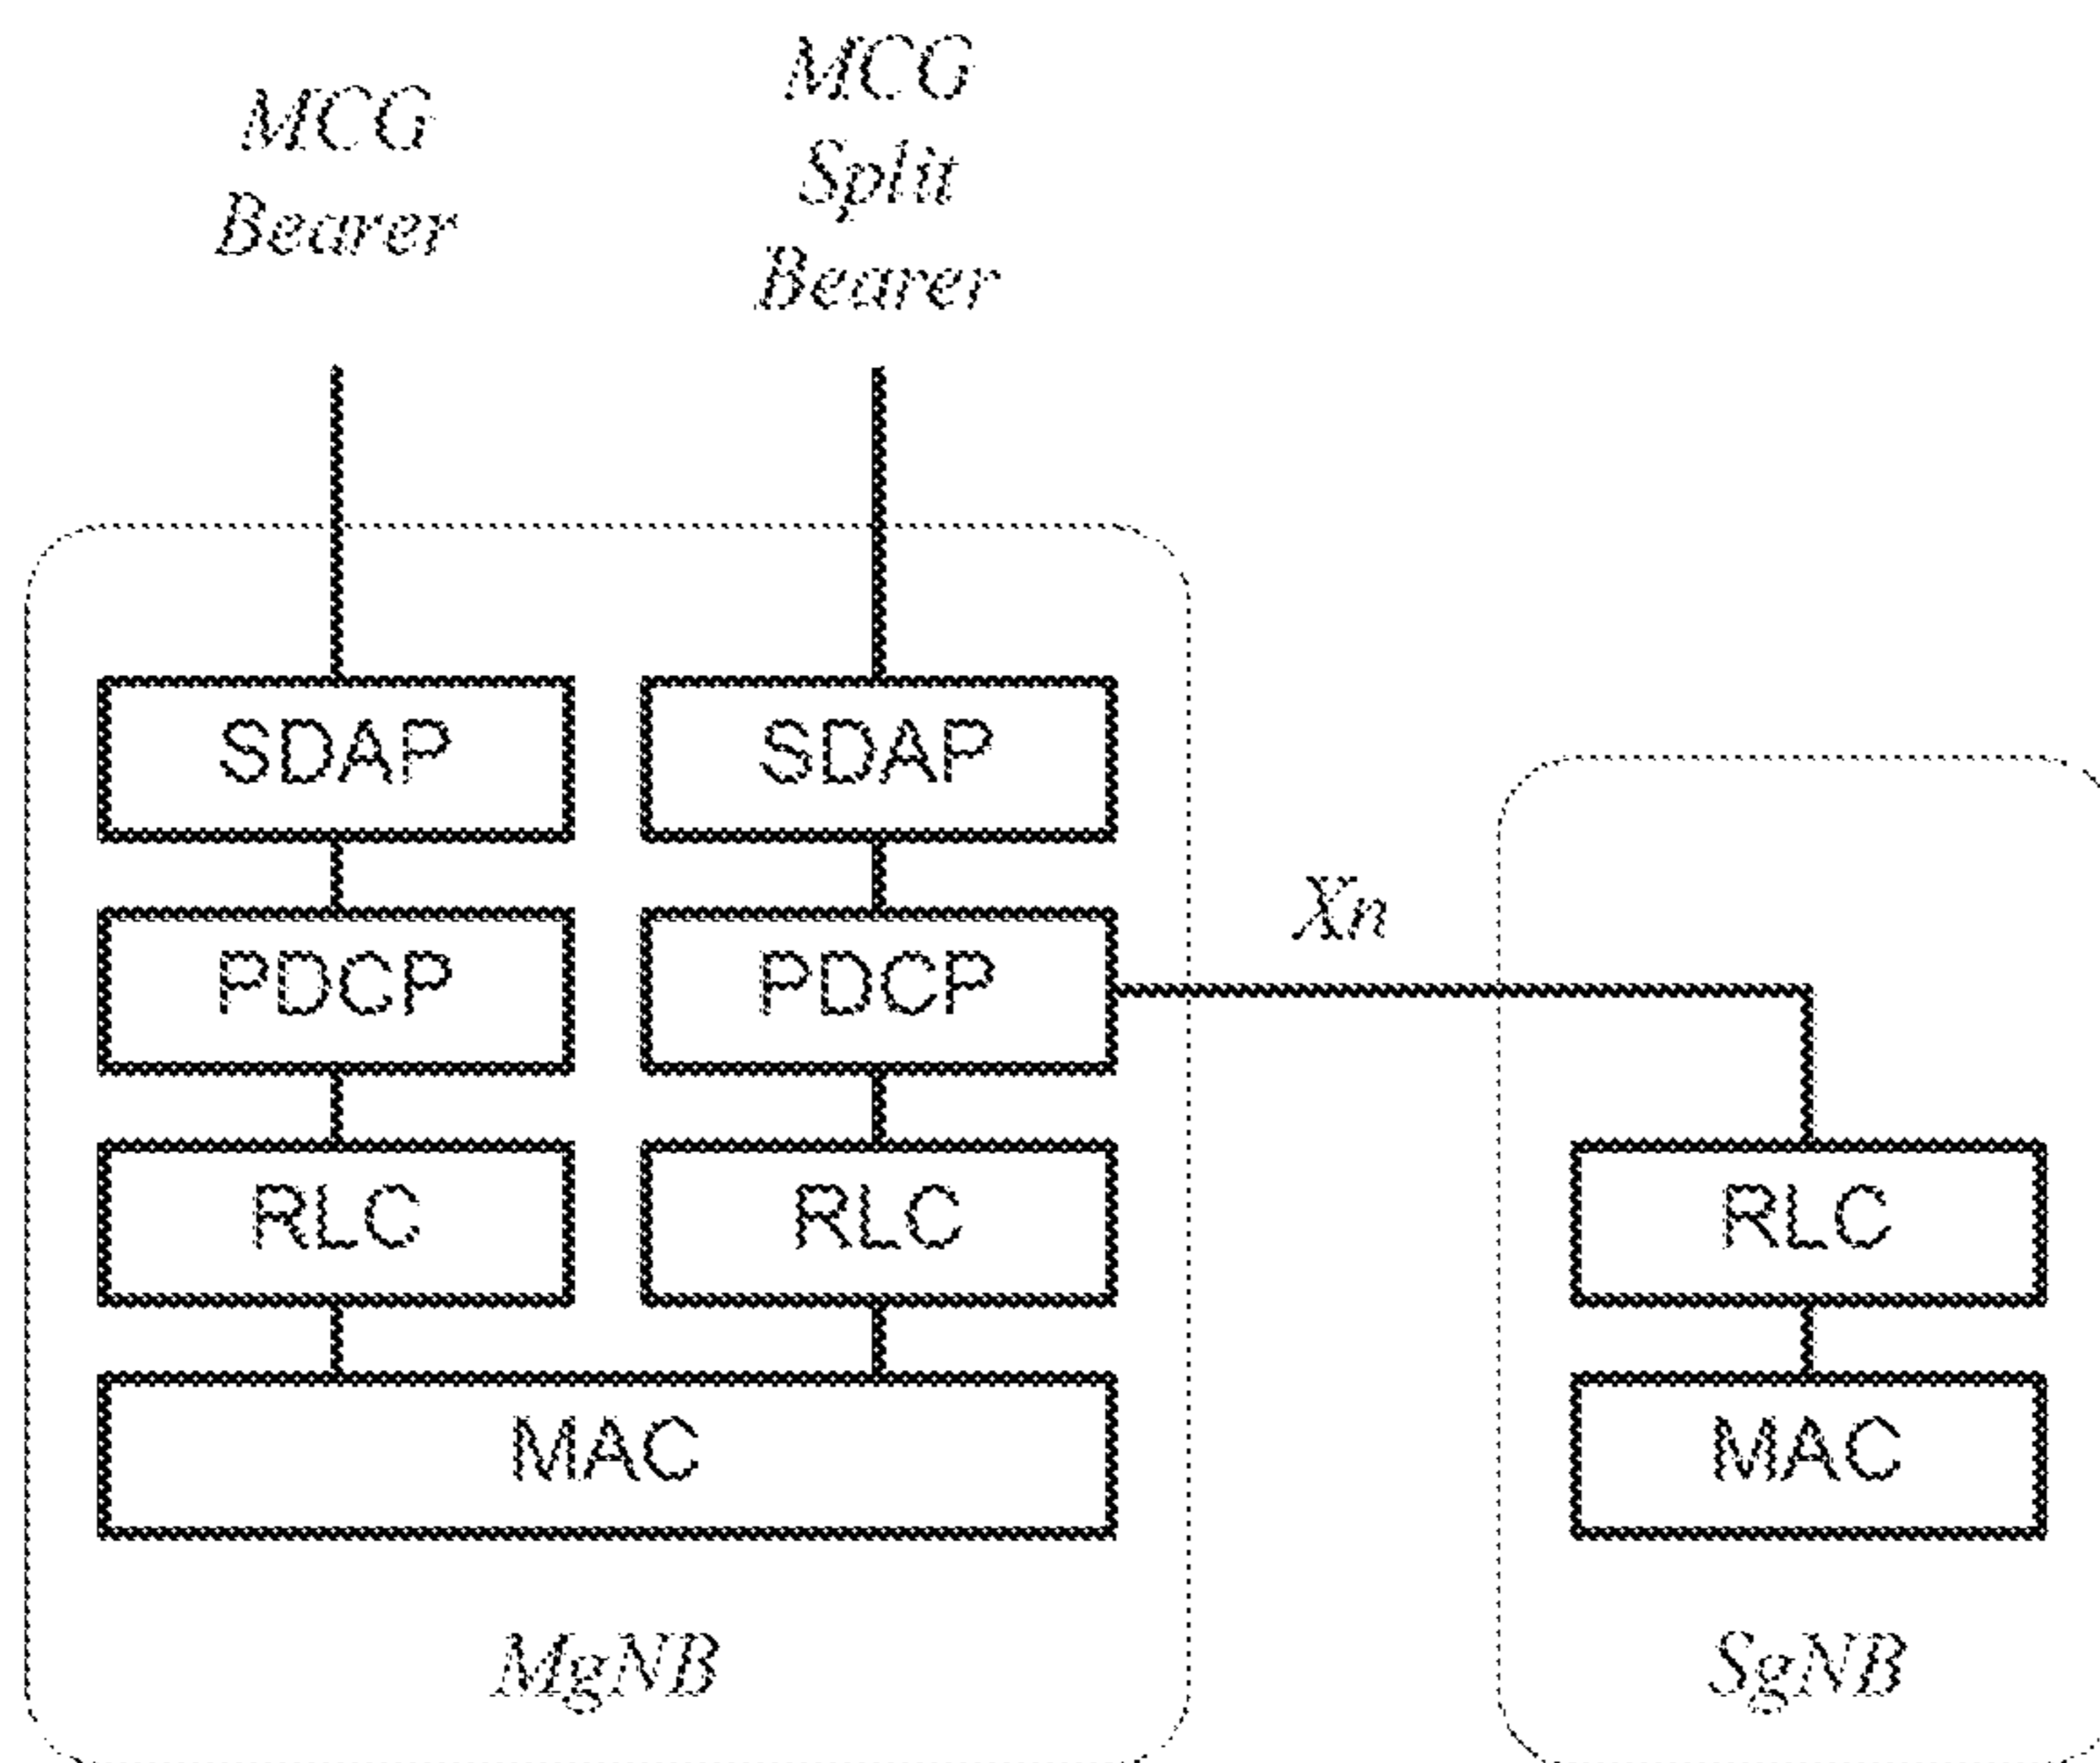 MCG
Bearer
MCG
Split
Bearer
SDAP
SDAP
PDCP
PDCP
Xn
RLC
RLC
RLC
MAC
MAC
MgNB
SgNB